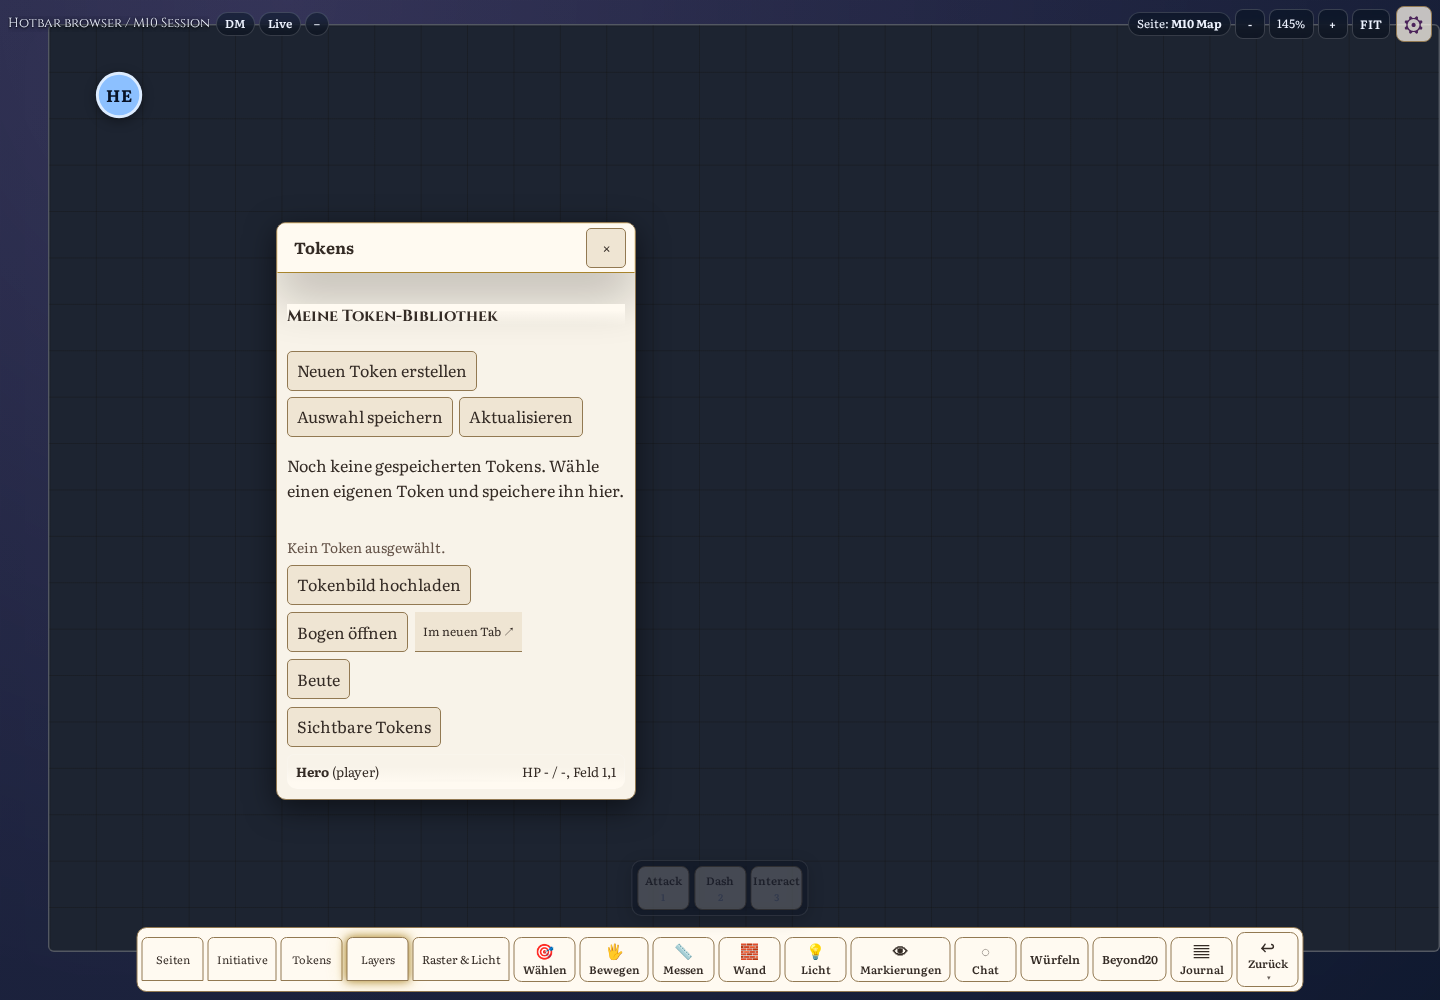 Hotbar browser / M10 Session DM Live –
Seite: M10 Map - 145% + FIT
HE
Tokens ×
Meine Token-Bibliothek
Neuen Token erstellen
Auswahl speichern Aktualisieren
Noch keine gespeicherten Tokens. Wähle
einen eigenen Token und speichere ihn hier.
Kein Token ausgewählt.
Tokenbild hochladen
Bogen öffnen Im neuen Tab ↗
Beute
Sichtbare Tokens
Hero (player) HP - / -, Feld 1,1
Attack Dash Interact
1 2 3
Seiten Initiative Tokens Layers Raster & Licht Wählen Bewegen Messen Wand Licht Markierungen Chat Würfeln Beyond20 Journal Zurück